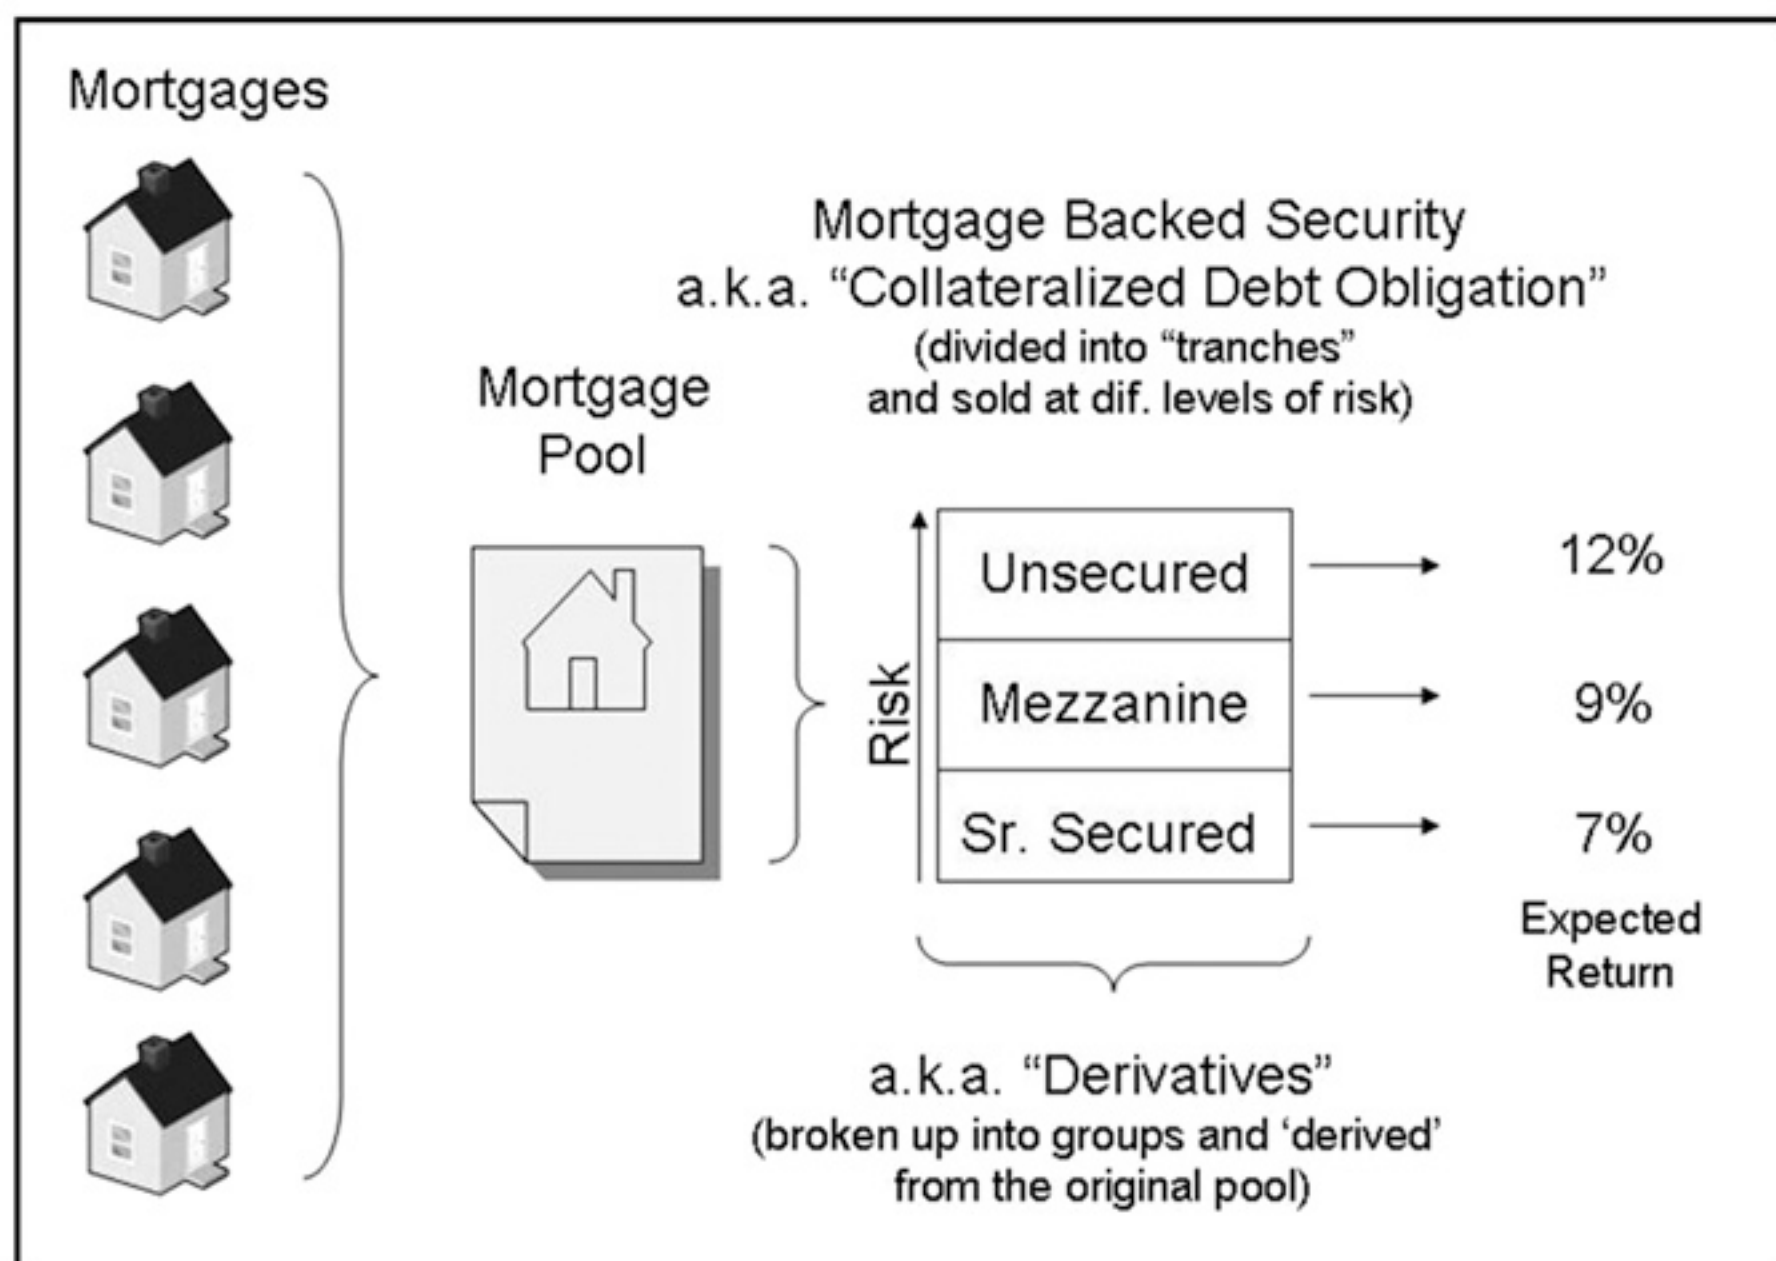 Mortgages
Mortgage Backed Security
a.k.a. “Collateralized Debt Obligation”
(divided into “tranches”
and sold at dif. levels of risk)
Mortgage
Pool
Risk
Unsecured
12%
Mezzanine
9%
Sr. Secured
7%
Expected
Return
a.k.a. “Derivatives”
(broken up into groups and ‘derived’
from the original pool)